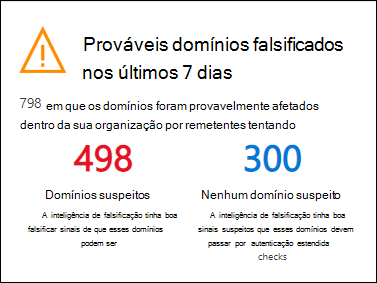 Prováveis domínios falsificados
nos últimos 7 dias
798 em que os domínios foram provavelmente afetados
dentro da sua organização por remetentes tentando
498
Domínios suspeitos
A inteligência de falsificação tinha boa
falsificar sinais de que esses domínios
podem ser
300
Nenhum domínio suspeito
A inteligência de falsificação tinha boa
sinais suspeitos que esses domínios devem
passar por autenticação estendida
checks